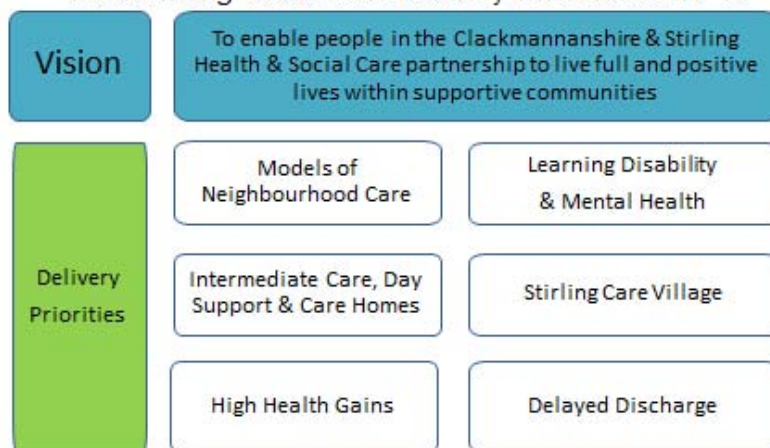 Vision
To enable people in the Clackmannanshire & Stirling
Health & Social Care partnership to live full and positive
lives within supportive communities
Delivery
Priorities
Models of
Neighbourhood Care
Learning Disability
& Mental Health
Intermediate Care, Day
Support & Care Homes
Stirling Care Village
High Health Gains
Delayed Discharge